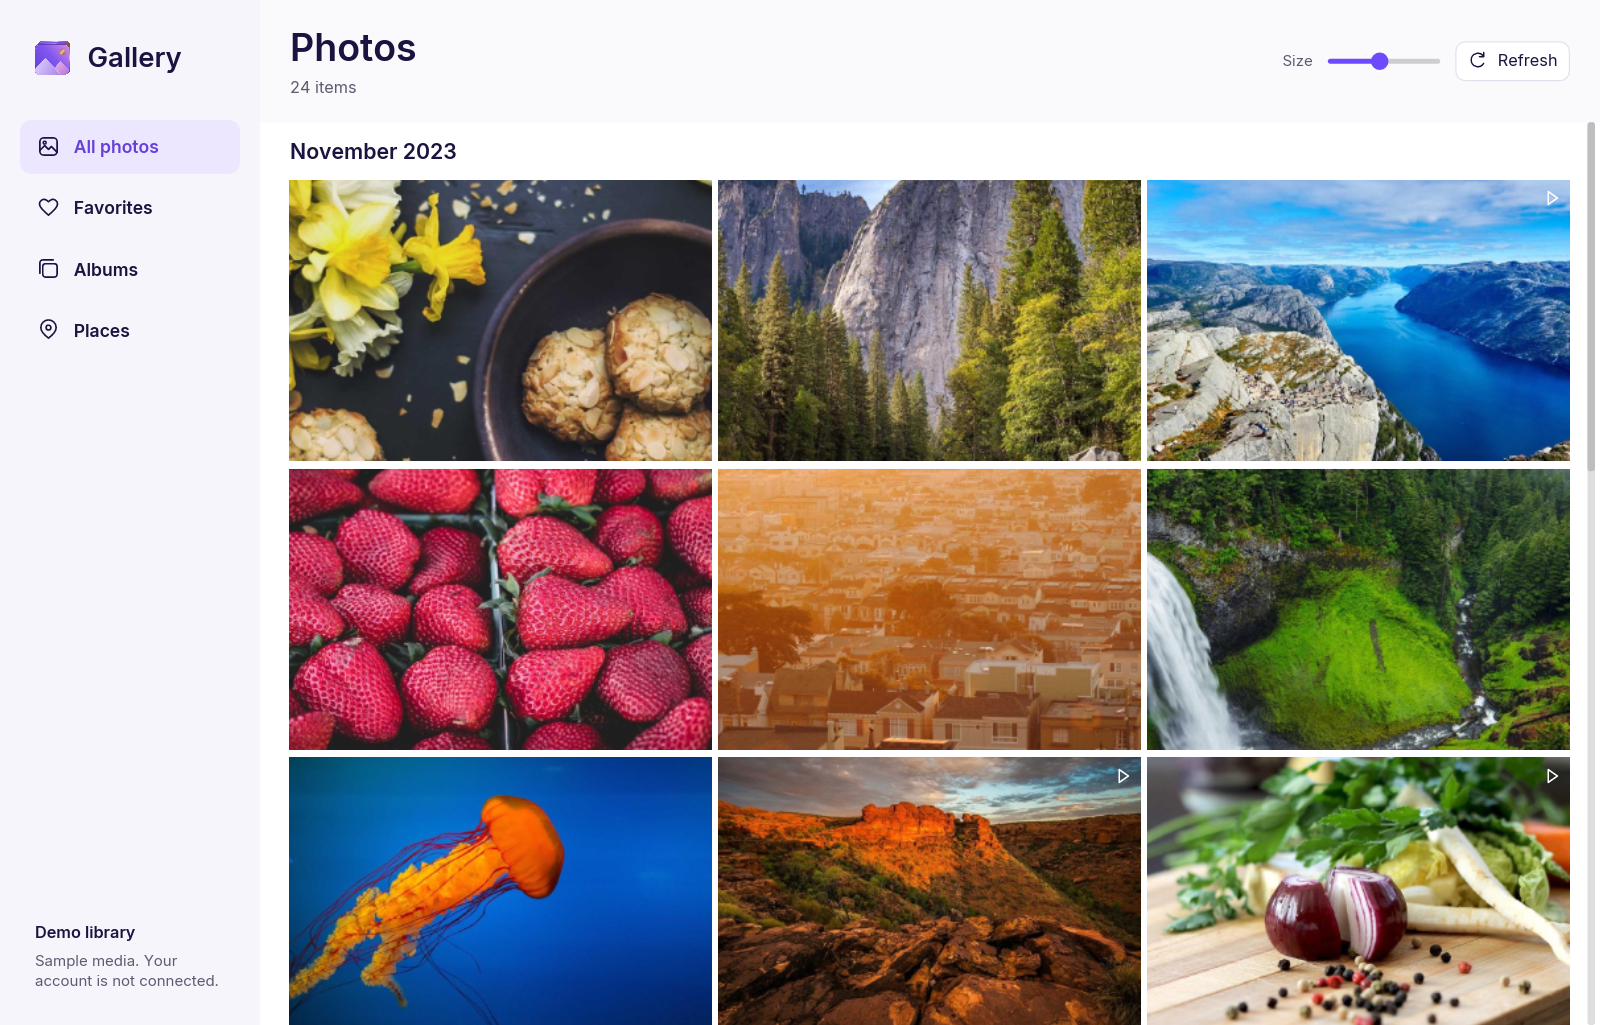 Gallery
All photos
Favorites
Albums
Places
Demo library
Sample media. Your
account is not connected.
Photos
24 items
Size
Refresh
November 2023